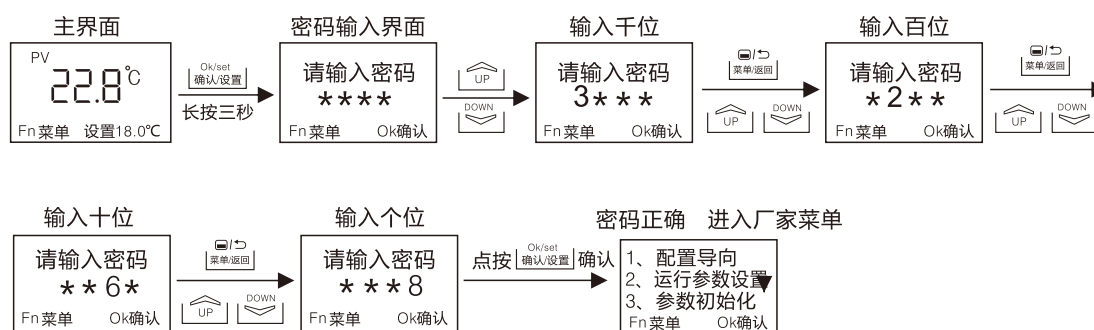 主界面
PV
22.8℃
Fn菜单 设置18.0℃
Ok/set
确认/设置
长按三秒
密码输入界面
请输入密码
****
Fn菜单 Ok确认
UP
DOWN
输入千位
请输入密码
3***
Fn菜单 Ok确认
菜单/返回
UP DOWN
输入百位
请输入密码
*2**
Fn菜单 Ok确认
菜单/返回
UP DOWN
输入十位
请输入密码
**6*
Fn菜单 Ok确认
菜单/返回
UP DOWN
输入个位
请输入密码
***8
Fn菜单 Ok确认
点按 Ok/set 确认/设置 确认
密码正确 进入厂家菜单
1、配置导向
2、运行参数设置
3、参数初始化
Fn菜单 Ok确认